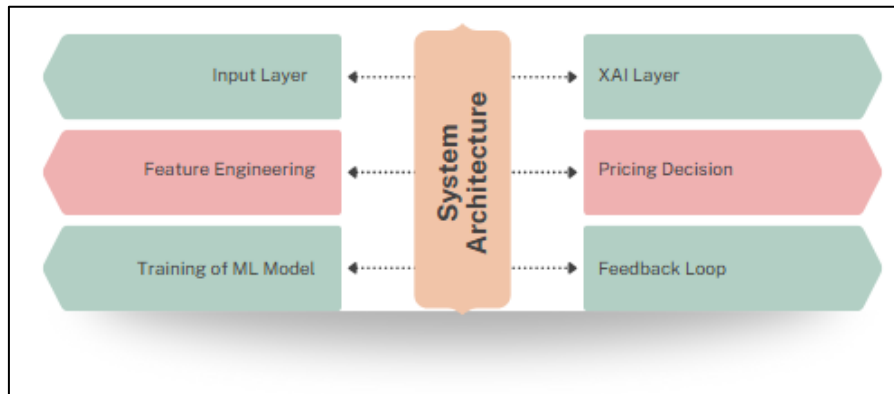 Input Layer
Feature Engineering
Training of ML Model
System
Architecture
XAI Layer
Pricing Decision
Feedback Loop